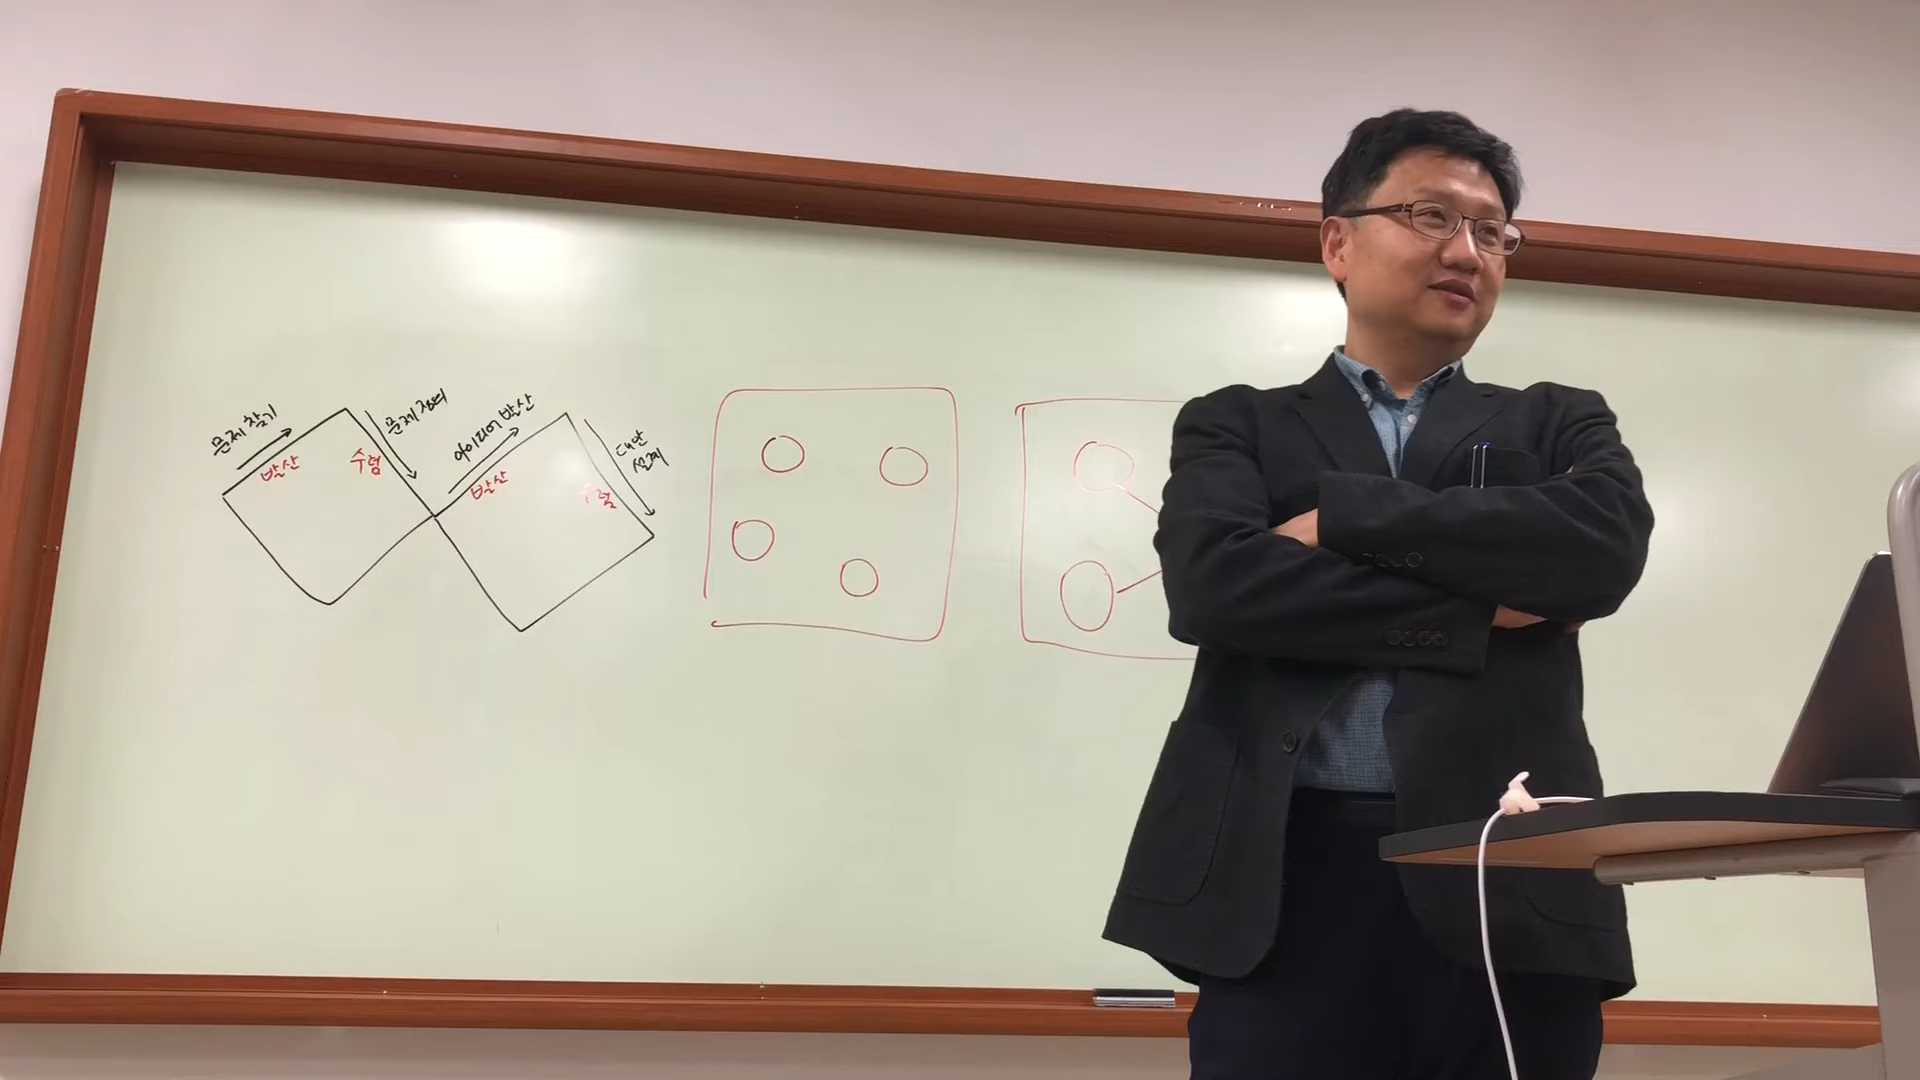 문제 찾기
발산
수렴
문제 정의
아이디어 발산
발산
수렴
대안
설계